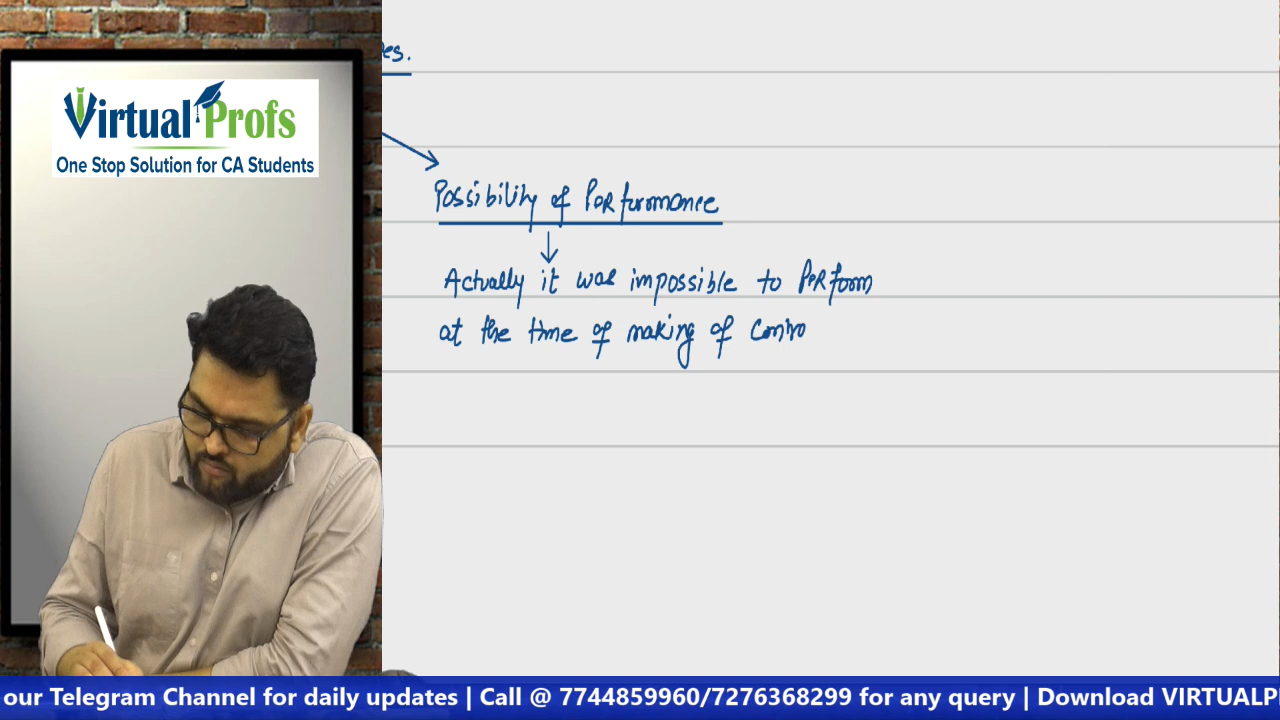 Virtual Profs
One Stop Solution for CA Students
es.
Possibility of Performance
Actually it was impossible to Perform
at the time of making of Contra
our Telegram Channel for daily updates | Call @ 7744859960/7276368299 for any query | Download VIRTUALP